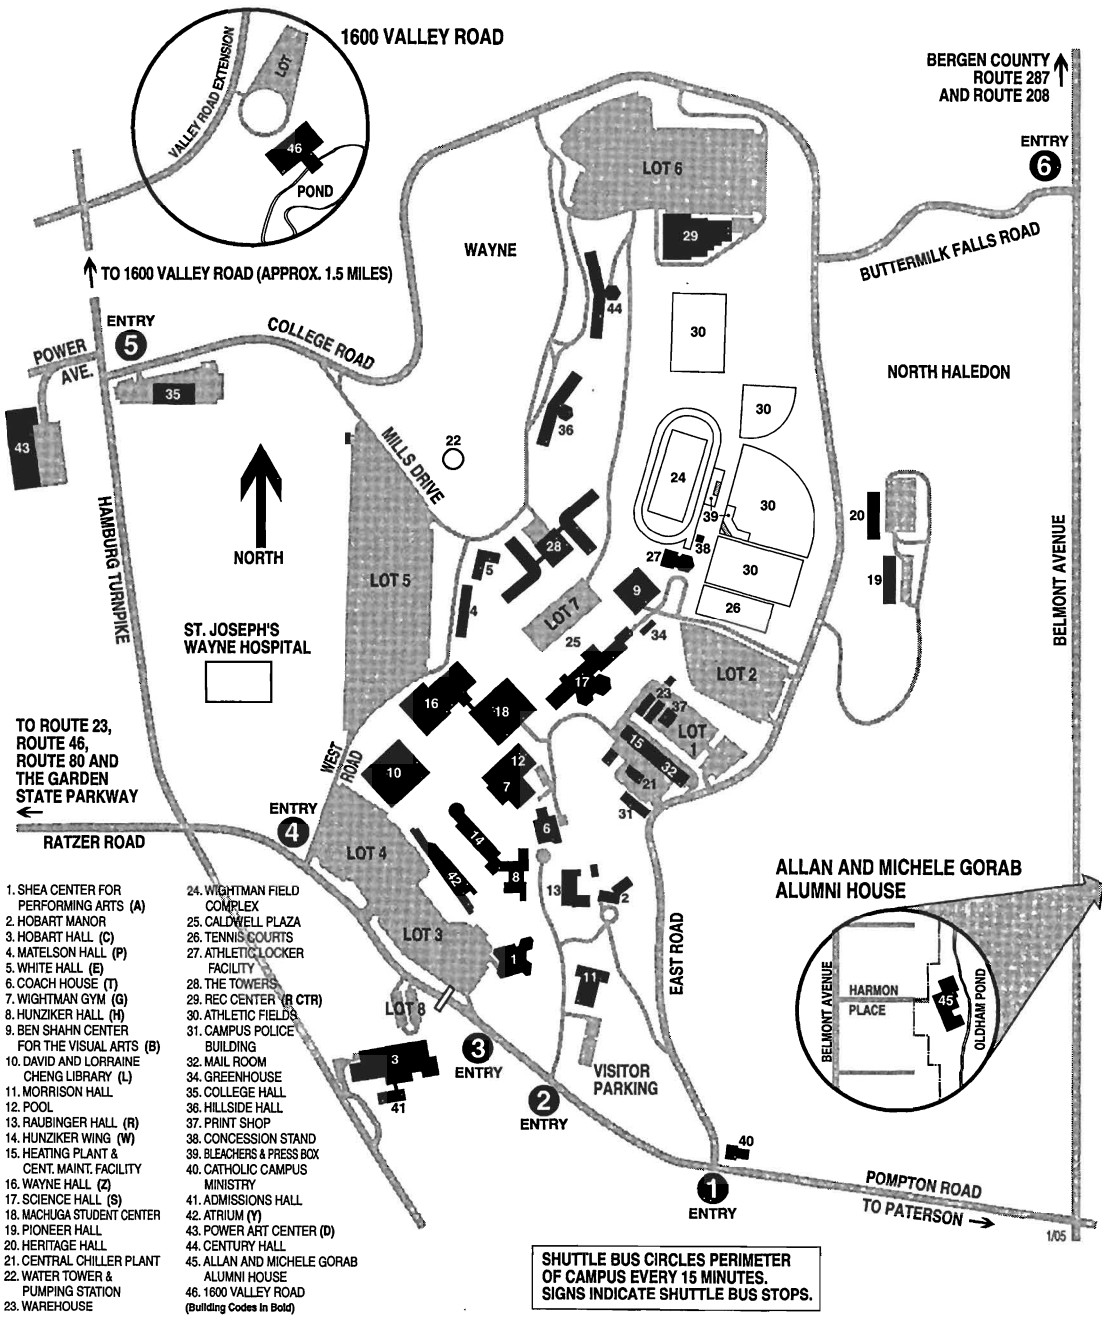 1600 VALLEY ROAD
LOT
VALLEY ROAD EXTENSION
46
POND
BERGEN COUNTY
ROUTE 287
AND ROUTE 208
ENTRY
6
LOT 6
29
WAYNE
BUTTERMILK FALLS ROAD
TO 1600 VALLEY ROAD (APPROX. 1.5 MILES)
44
30
ENTRY
5
COLLEGE ROAD
POWER
AVE.
35
NORTH HALEDON
30
36
43
22
MILLS DRIVE
24
30
39
20
HAMBURG TURNPIKE
NORTH
38
28
27
5
30
BELMONT AVENUE
LOT 5
19
9
26
4
LOT 7
34
25
ST. JOSEPH'S
WAYNE HOSPITAL
LOT 2
17
23
37
16
18
LOT
1
15
TO ROUTE 23,
ROUTE 46,
ROUTE 80 AND
THE GARDEN
STATE PARKWAY
WEST
ROAD
10
12
7
32
21
31
ENTRY
4
RATZER ROAD
6
14
LOT 4
42
8
13
2
ALLAN AND MICHELE GORAB
ALUMNI HOUSE
LOT 3
1
11
EAST ROAD
BELMONT AVENUE
HARMON
PLACE
45
OLDHAM POND
LOT 8
3
41
3
ENTRY
VISITOR
PARKING
2
ENTRY
40
1
ENTRY
POMPTON ROAD
TO PATERSON
1/05
1. SHEA CENTER FOR
PERFORMING ARTS (A)
2. HOBART MANOR
3. HOBART HALL (C)
4. MATELSON HALL (P)
5. WHITE HALL (E)
6. COACH HOUSE (T)
7. WIGHTMAN GYM (G)
8. HUNZIKER HALL (H)
9. BEN SHAHN CENTER
FOR THE VISUAL ARTS (B)
10. DAVID AND LORRAINE
CHENG LIBRARY (L)
11. MORRISON HALL
12. POOL
13. RAUBINGER HALL (R)
14. HUNZIKER WING (W)
15. HEATING PLANT &
CENT. MAINT. FACILITY
16. WAYNE HALL (Z)
17. SCIENCE HALL (S)
18. MACHUGA STUDENT CENTER
19. PIONEER HALL
20. HERITAGE HALL
21. CENTRAL CHILLER PLANT
22. WATER TOWER &
PUMPING STATION
23. WAREHOUSE
24. WIGHTMAN FIELD
COMPLEX
25. CALDWELL PLAZA
26. TENNIS COURTS
27. ATHLETIC LOCKER
FACILITY
28. THE TOWERS
29. REC CENTER (R CTR)
30. ATHLETIC FIELDS
31. CAMPUS POLICE
BUILDING
32. MAIL ROOM
34. GREENHOUSE
35. COLLEGE HALL
36. HILLSIDE HALL
37. PRINT SHOP
38. CONCESSION STAND
39. BLEACHERS & PRESS BOX
40. CATHOLIC CAMPUS
MINISTRY
41. ADMISSIONS HALL
42. ATRIUM (Y)
43. POWER ART CENTER (D)
44. CENTURY HALL
45. ALLAN AND MICHELE GORAB
ALUMNI HOUSE
46. 1600 VALLEY ROAD
(Building Codes In Bold)
SHUTTLE BUS CIRCLES PERIMETER
OF CAMPUS EVERY 15 MINUTES.
SIGNS INDICATE SHUTTLE BUS STOPS.